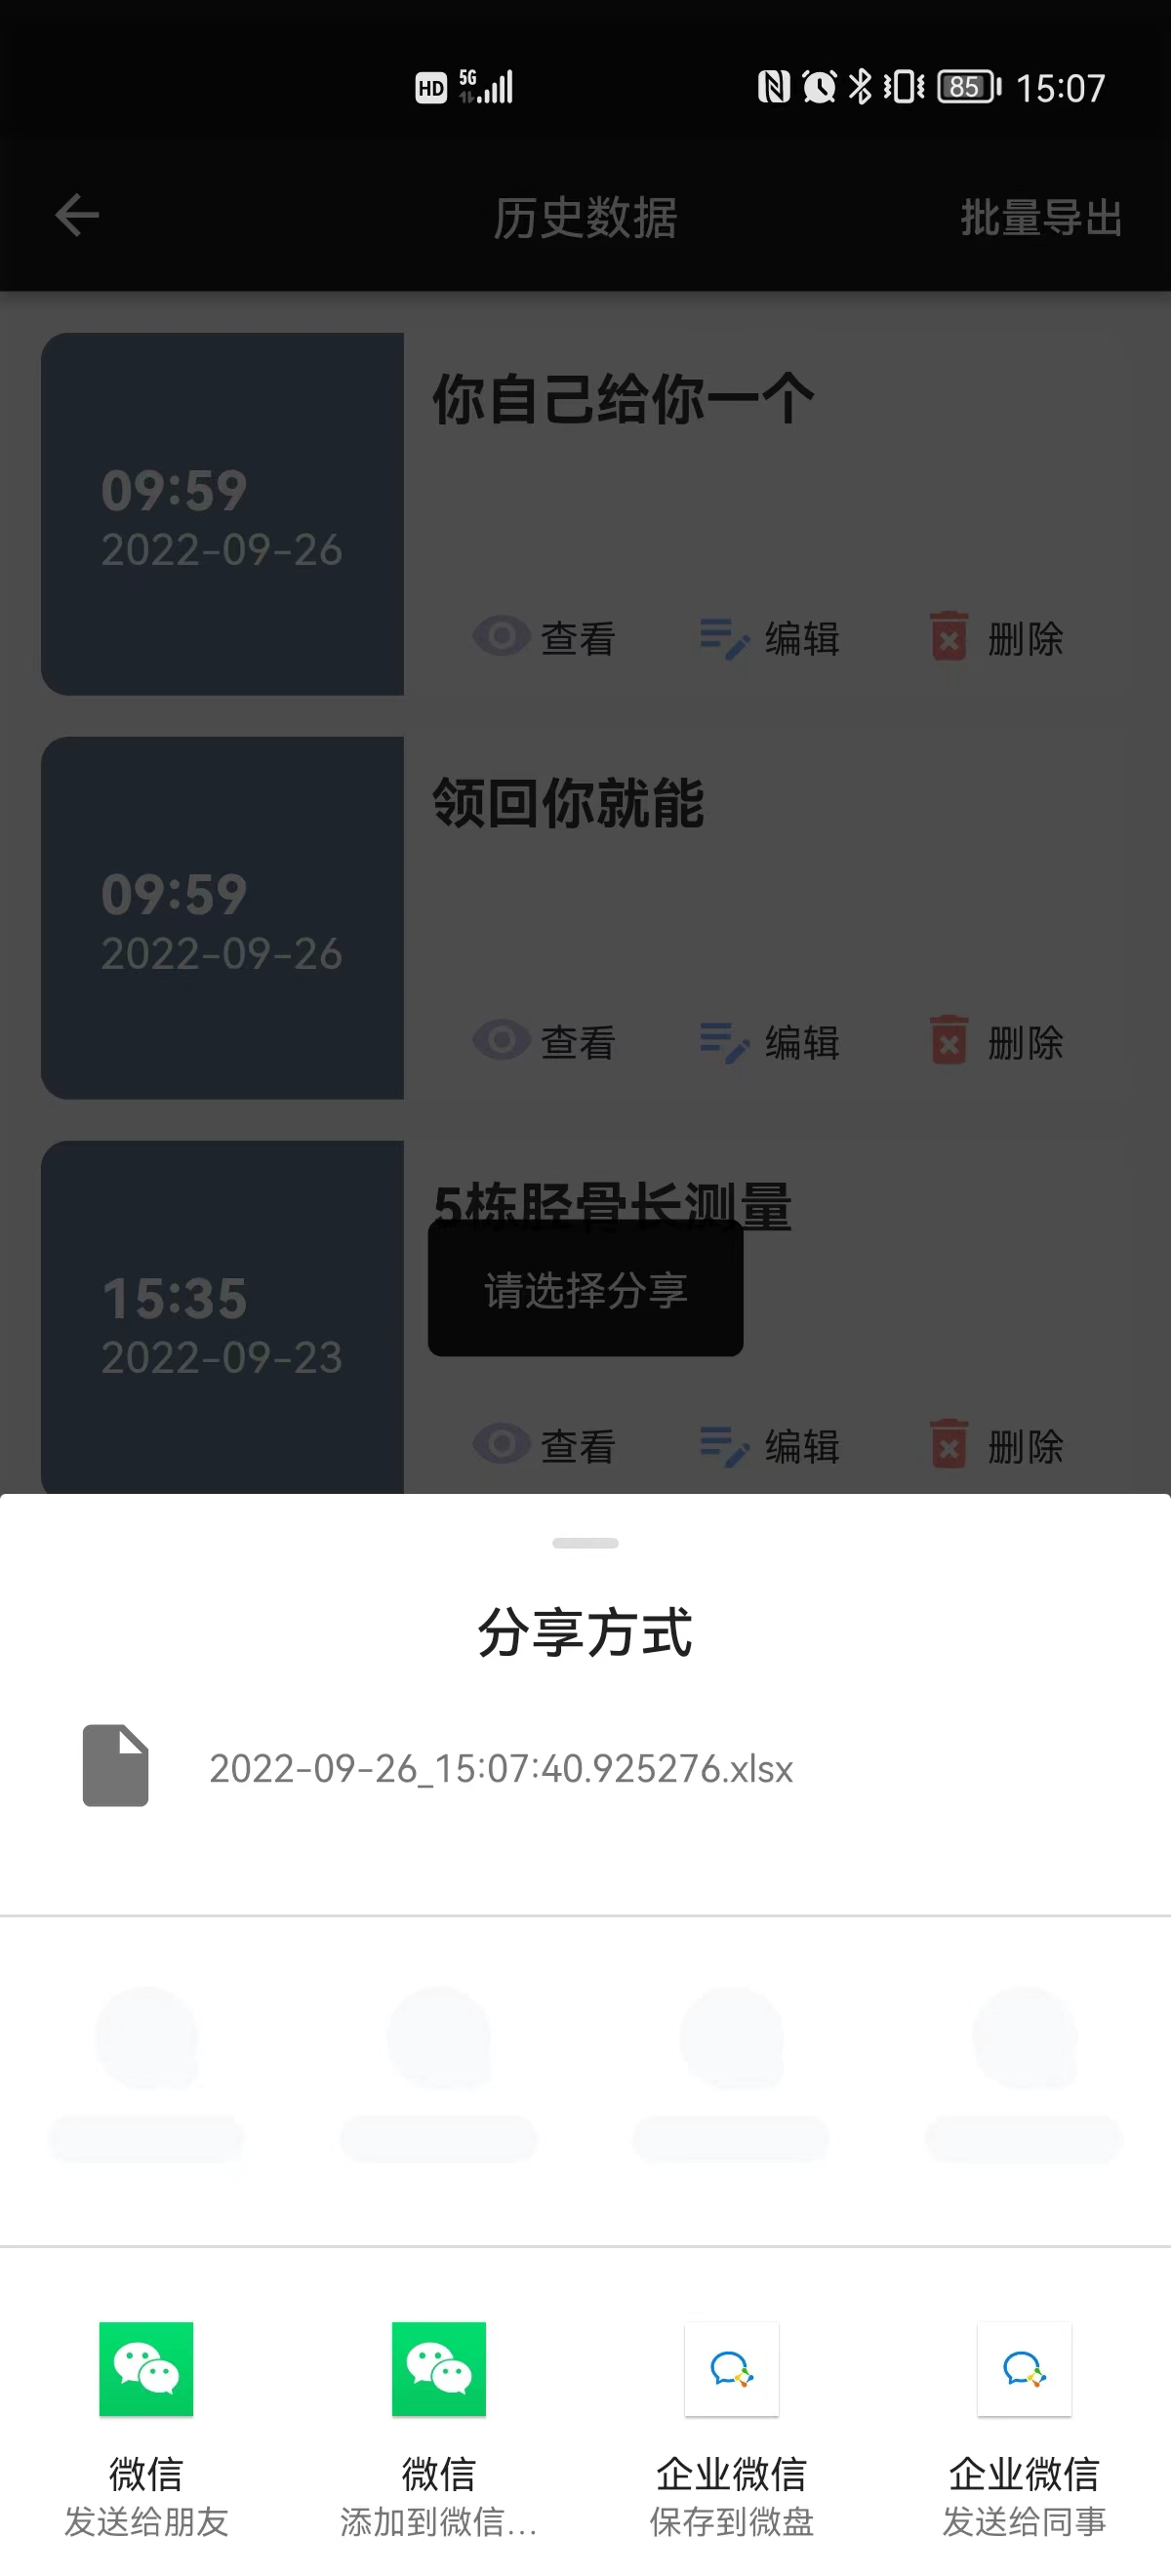 HD 5G 85 15:07
历史数据 批量导出
你自己给你一个
09:59
2022-09-26
查看 编辑 删除
领回你就能
09:59
2022-09-26
查看 编辑 删除
5栋胫骨长测量
请选择分享
15:35
2022-09-23
查看 编辑 删除
分享方式
2022-09-26_15:07:40.925276.xlsx
微信 微信 企业微信 企业微信
发送给朋友 添加到微信... 保存到微盘 发送给同事